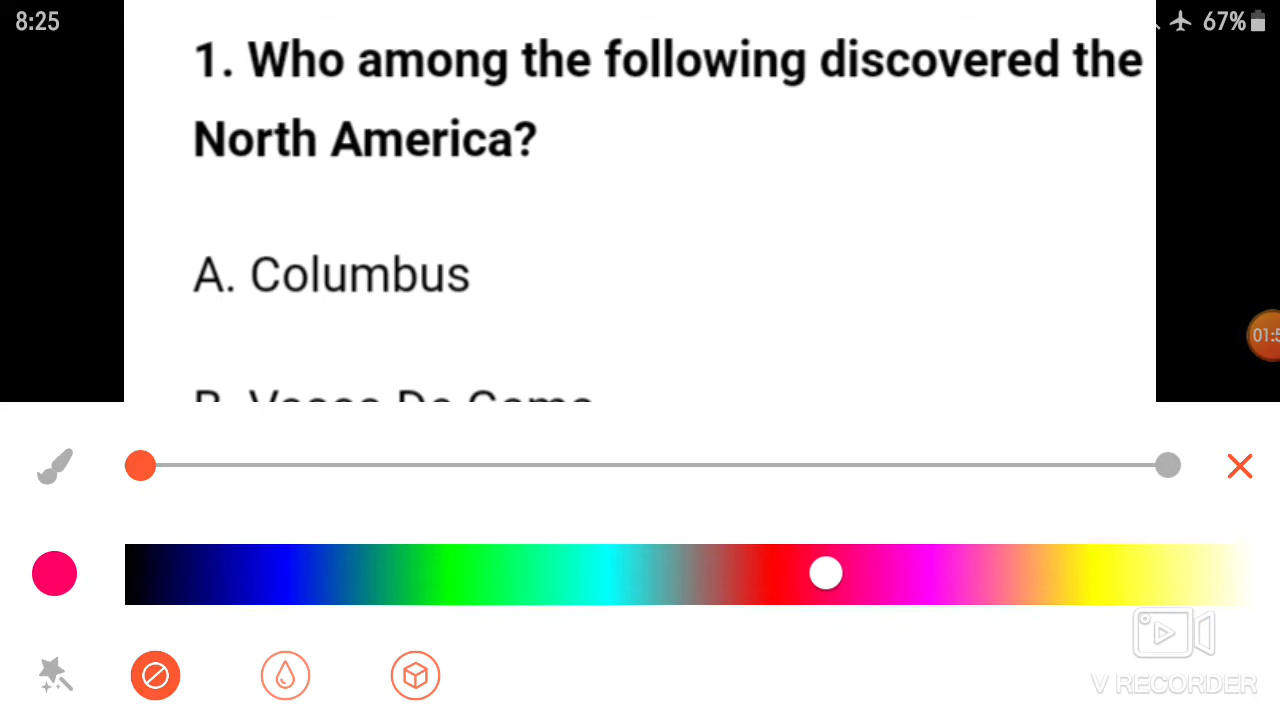 8:25
67%
1. Who among the following discovered the
North America?
A. Columbus
01:5
V RECORDER